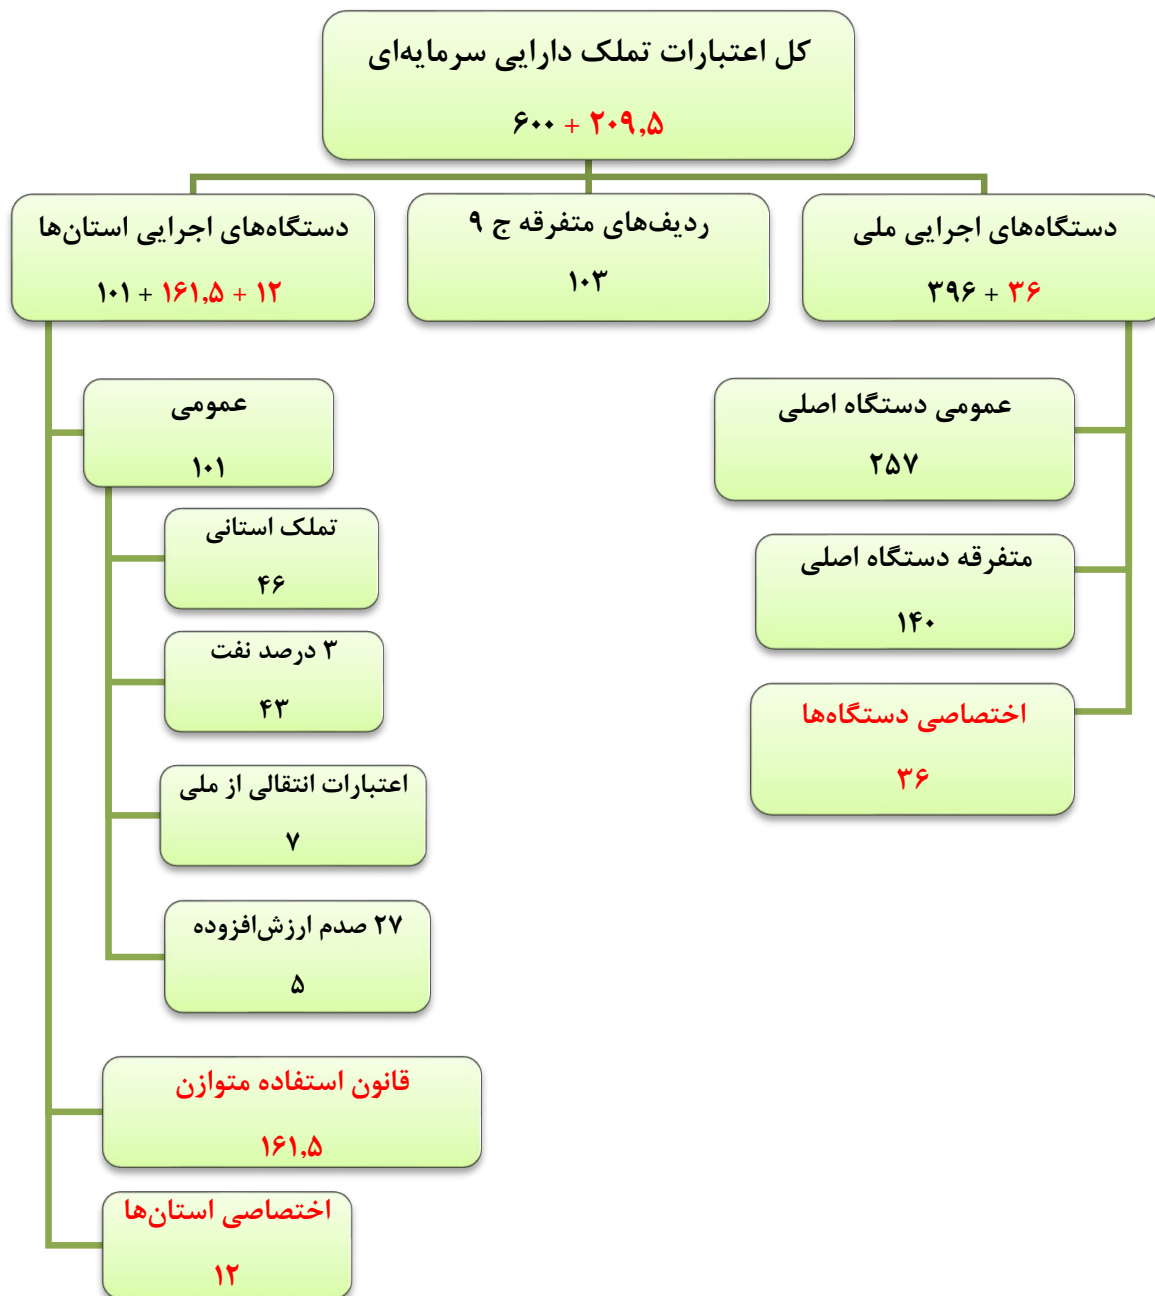 کل اعتبارات تملک دارایی سرمایه‌ای
۶۰۰ + ۲۰۹,۵
دستگاه‌های اجرایی ملی
۳۹۶ + ۳۶
ردیف‌های متفرقه ج ۹
۱۰۳
دستگاه‌های اجرایی استان‌ها
۱۰۱ + ۱۶۱,۵ + ۱۲
عمومی دستگاه اصلی
۲۵۷
متفرقه دستگاه اصلی
۱۴۰
اختصاصی دستگاه‌ها
۳۶
عمومی
۱۰۱
تملک استانی
۴۶
۳ درصد نفت
۴۳
اعتبارات انتقالی از ملی
۷
۲۷ صدم ارزش‌افزوده
۵
قانون استفاده متوازن
۱۶۱,۵
اختصاصی استان‌ها
۱۲